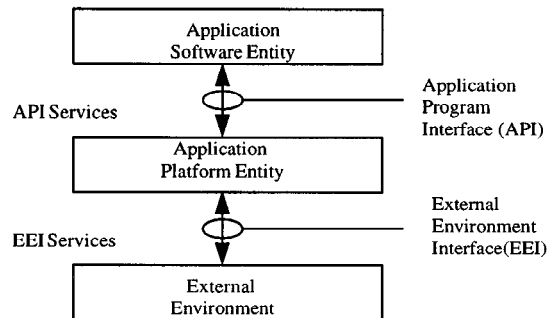 Application
Software Entity
API Services
Application
Program
Interface (API)
Application
Platform Entity
EEI Services
External
Environment
Interface(EEI)
External
Environment